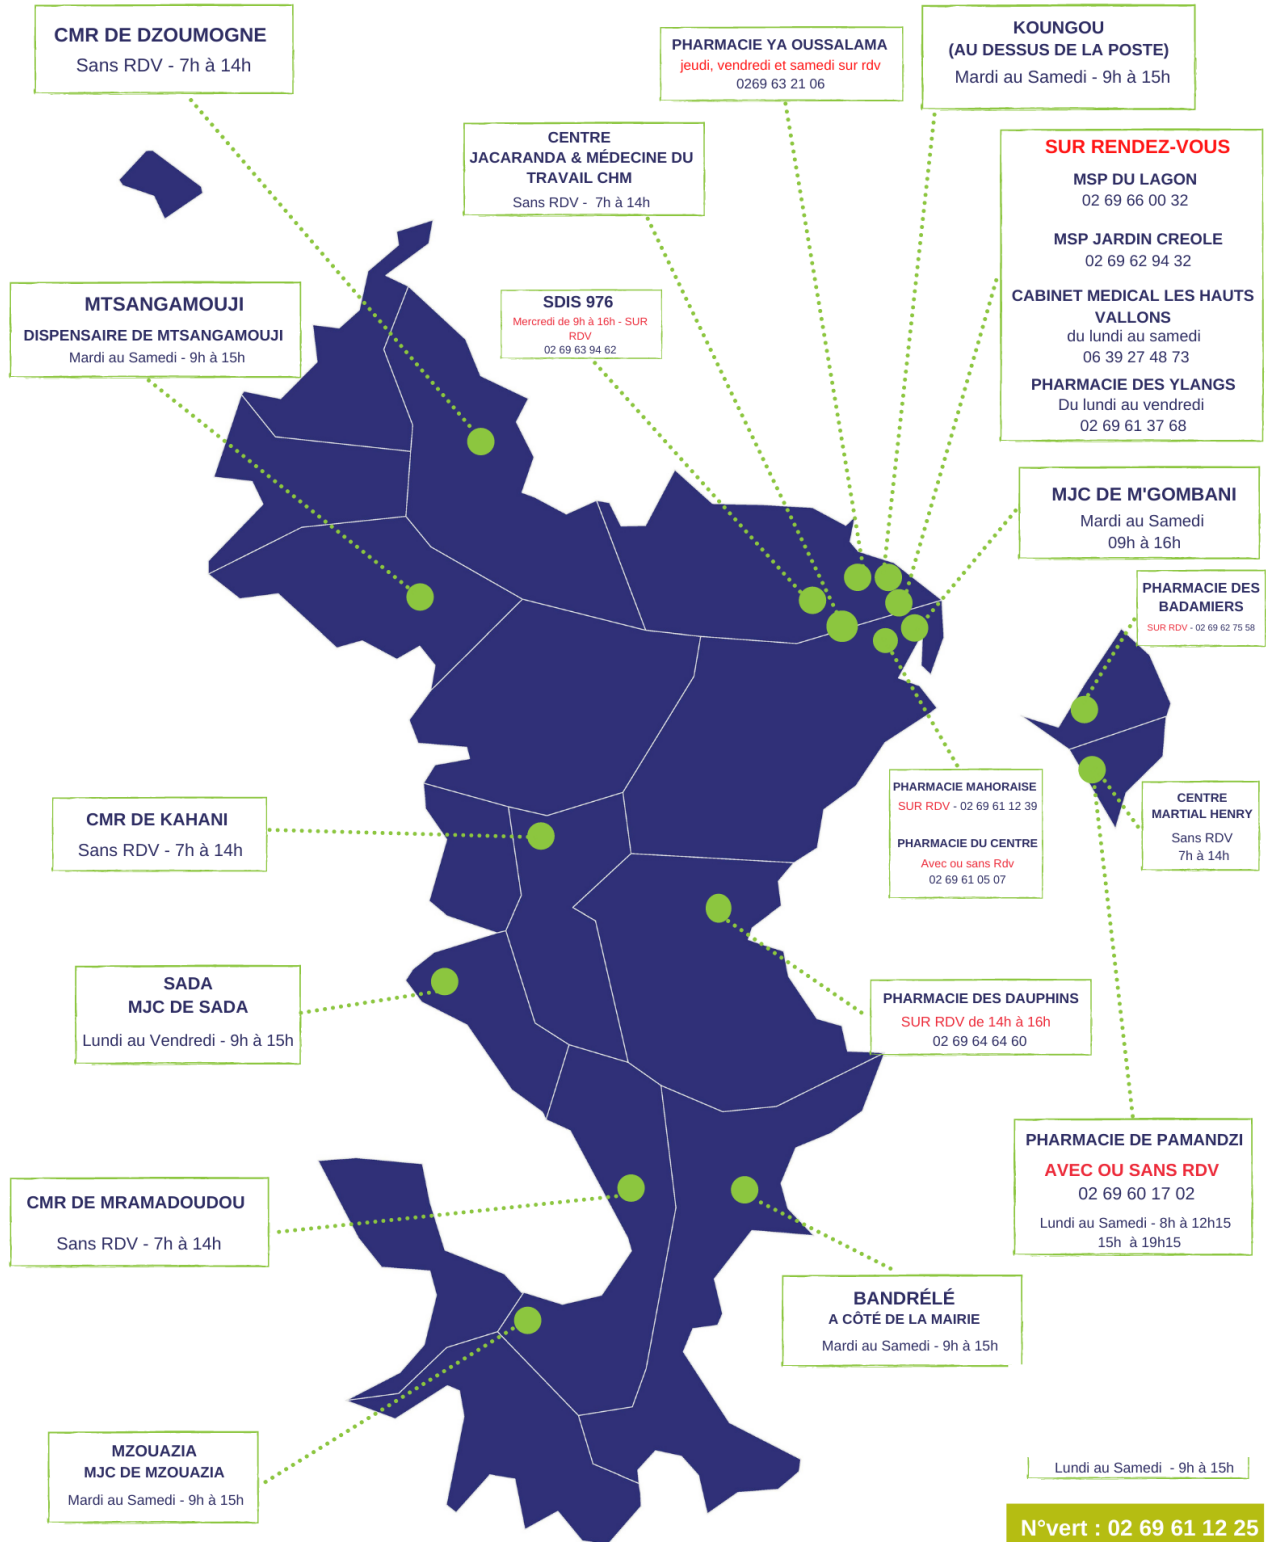 CMR DE DZOUMOGNE
Sans RDV - 7h à 14h
PHARMACIE YA OUSSALAMA
jeudi, vendredi et samedi sur rdv
0269 63 21 06
KOUNGOU
(AU DESSUS DE LA POSTE)
Mardi au Samedi - 9h à 15h
CENTRE
JACARANDA & MÉDECINE DU
TRAVAIL CHM
Sans RDV - 7h à 14h
SUR RENDEZ-VOUS
MSP DU LAGON
02 69 66 00 32
MSP JARDIN CREOLE
02 69 62 94 32
CABINET MEDICAL LES HAUTS
VALLONS
du lundi au samedi
06 39 27 48 73
PHARMACIE DES YLANGS
Du lundi au vendredi
02 69 61 37 68
MTSANGAMOUJI
DISPENSAIRE DE MTSANGAMOUJI
Mardi au Samedi - 9h à 15h
SDIS 976
Mercredi de 9h à 16h - SUR
RDV
02 69 63 94 62
MJC DE M'GOMBANI
Mardi au Samedi
09h à 16h
PHARMACIE DES
BADAMIERS
SUR RDV - 02 69 62 75 58
PHARMACIE MAHORAISE
SUR RDV - 02 69 61 12 39
PHARMACIE DU CENTRE
Avec ou sans Rdv
02 69 61 05 07
CENTRE
MARTIAL HENRY
Sans RDV
7h à 14h
CMR DE KAHANI
Sans RDV - 7h à 14h
SADA
MJC DE SADA
Lundi au Vendredi - 9h à 15h
PHARMACIE DES DAUPHINS
SUR RDV de 14h à 16h
02 69 64 64 60
PHARMACIE DE PAMANDZI
AVEC OU SANS RDV
02 69 60 17 02
Lundi au Samedi - 8h à 12h15
15h à 19h15
CMR DE MRAMADOUDOU
Sans RDV - 7h à 14h
BANDRÉLÉ
A CÔTÉ DE LA MAIRIE
Mardi au Samedi - 9h à 15h
MZOUAZIA
MJC DE MZOUAZIA
Mardi au Samedi - 9h à 15h
Lundi au Samedi - 9h à 15h
N°vert : 02 69 61 12 25